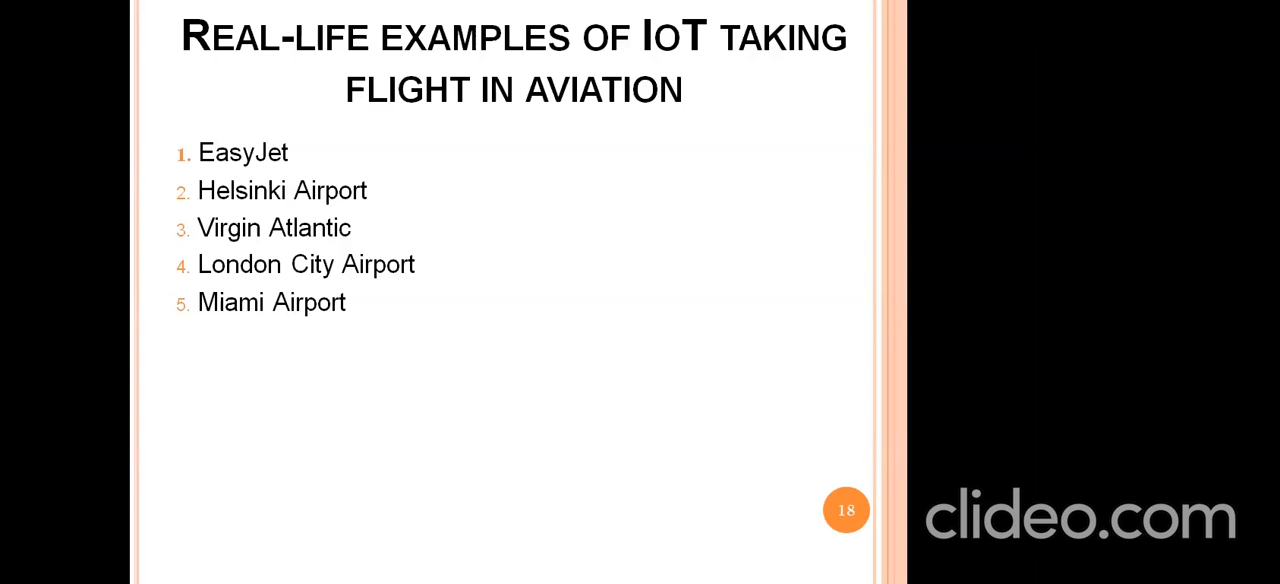 REAL-LIFE EXAMPLES OF IOT TAKING
FLIGHT IN AVIATION
1. EasyJet
2. Helsinki Airport
3. Virgin Atlantic
4. London City Airport
5. Miami Airport
18
clideo.com